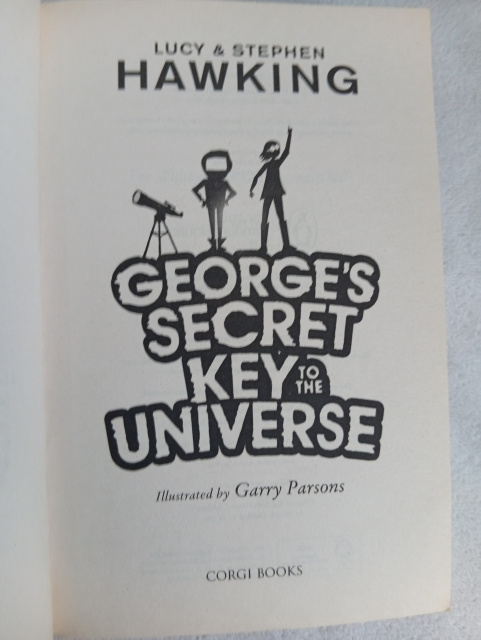 LUCY & STEPHEN
HAWKING
GEORGE'S
SECRET
KEY TO THE
UNIVERSE
Illustrated by Garry Parsons
CORGI BOOKS